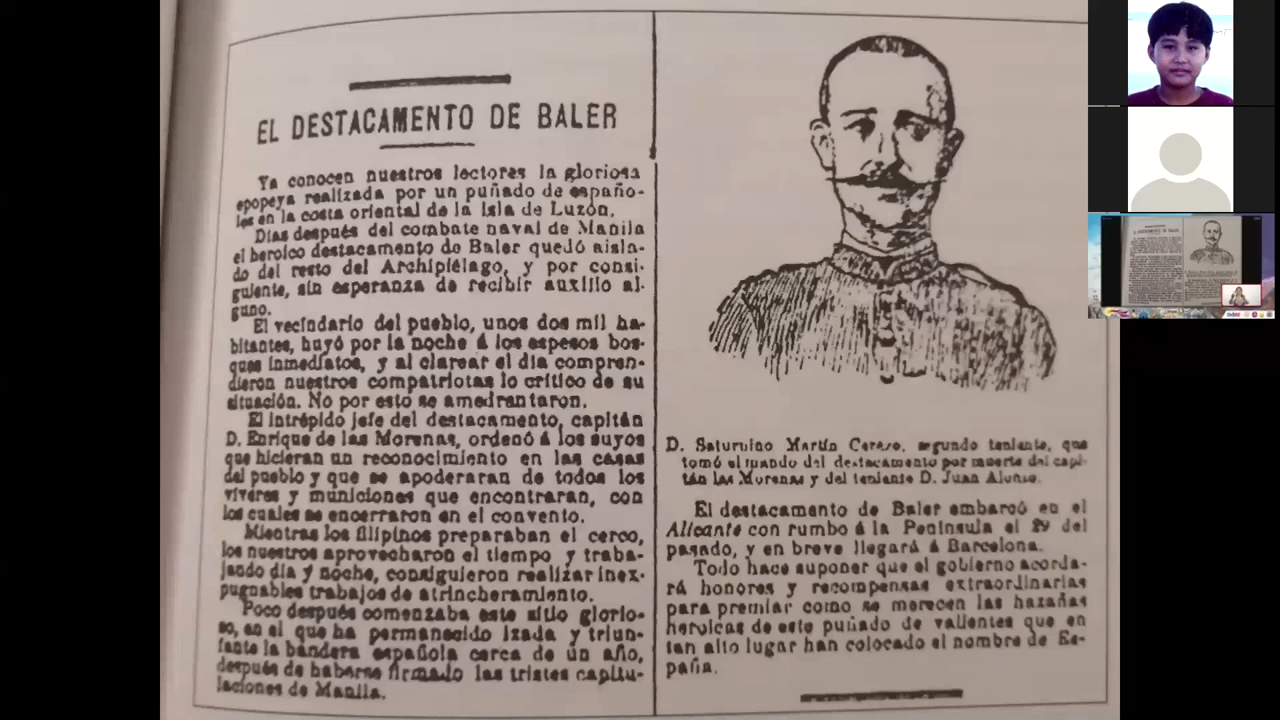 EL DESTACAMENTO DE BALER
Ya conocen nuestros lectores la gloriosa
epopeya realizada por un puñado de españo-
les en la costa oriental de la isla de Luzón.
Días después del combate naval de Manila
el heroico destacamento de Baler quedó aisla-
do del resto del Archipiélago, y por consi-
guiente, sin esperanza de recibir auxilio al-
guno.
El vecindario del pueblo, unos dos mil ha-
bitantes, huyó por la noche á los espesos bos-
ques inmediatos, y al clarear el día compren-
dieron nuestros compatriotas lo crítico de su
situación. No por esto se amedrantaron.
El intrépido jefe del destacamento, capitán
D. Enrique de las Morenas, ordenó á los suyos
que hicieran un reconocimiento en las casas
del pueblo y que se apoderaran de todos los
víveres y municiones que encontraran, con
los cuales se encerraron en el convento.
Mientras los filipinos preparaban el cerco,
los nuestros aprovecharon el tiempo y traba-
jando día y noche, consiguieron realizar inex-
pugnables trabajos de atrincheramiento.
Poco después comenzaba este sitio glorio-
so, en el que ha permanecido izada y triun-
fante la bandera española cerca de un año,
después de haberse firmado las tristes capitu-
laciones de Manila.
D. Saturnino Martín Cerezo, segundo teniente, que
tomó el mando del destacamento por muerte del capi-
tán las Morenas y del teniente D. Juan Alonso.
El destacamento de Baler embarcó en el
Alicante con rumbo á la Península el 29 del
pasado, y en breve llegará á Barcelona.
Todo hace suponer que el gobierno acorda-
rá honores y recompensas extraordinarias
para premiar como se merecen las hazañas
heroicas de este puñado de valientes que en
tan alto lugar han colocado el nombre de Es-
paña.